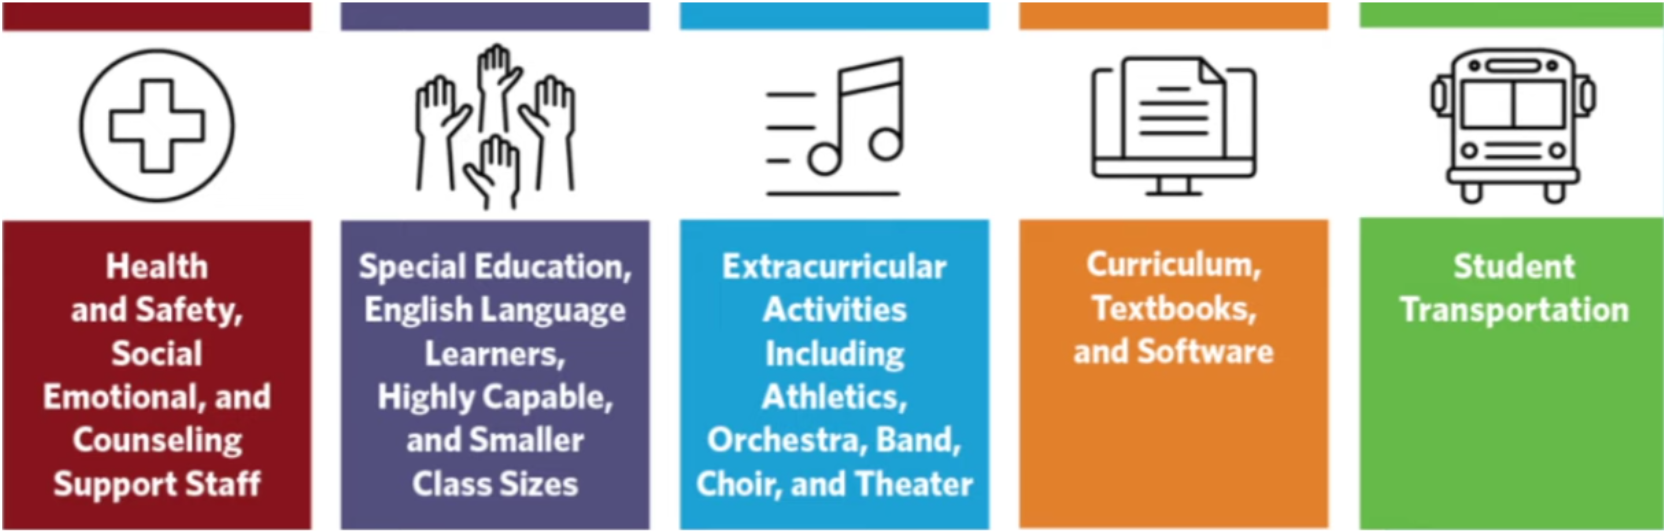 Health
and Safety,
Social
Emotional, and
Counseling
Support Staff
Special Education,
English Language
Learners,
Highly Capable,
and Smaller
Class Sizes
Extracurricular
Activities
Including
Athletics,
Orchestra, Band,
Choir, and Theater
Curriculum,
Textbooks,
and Software
Student
Transportation